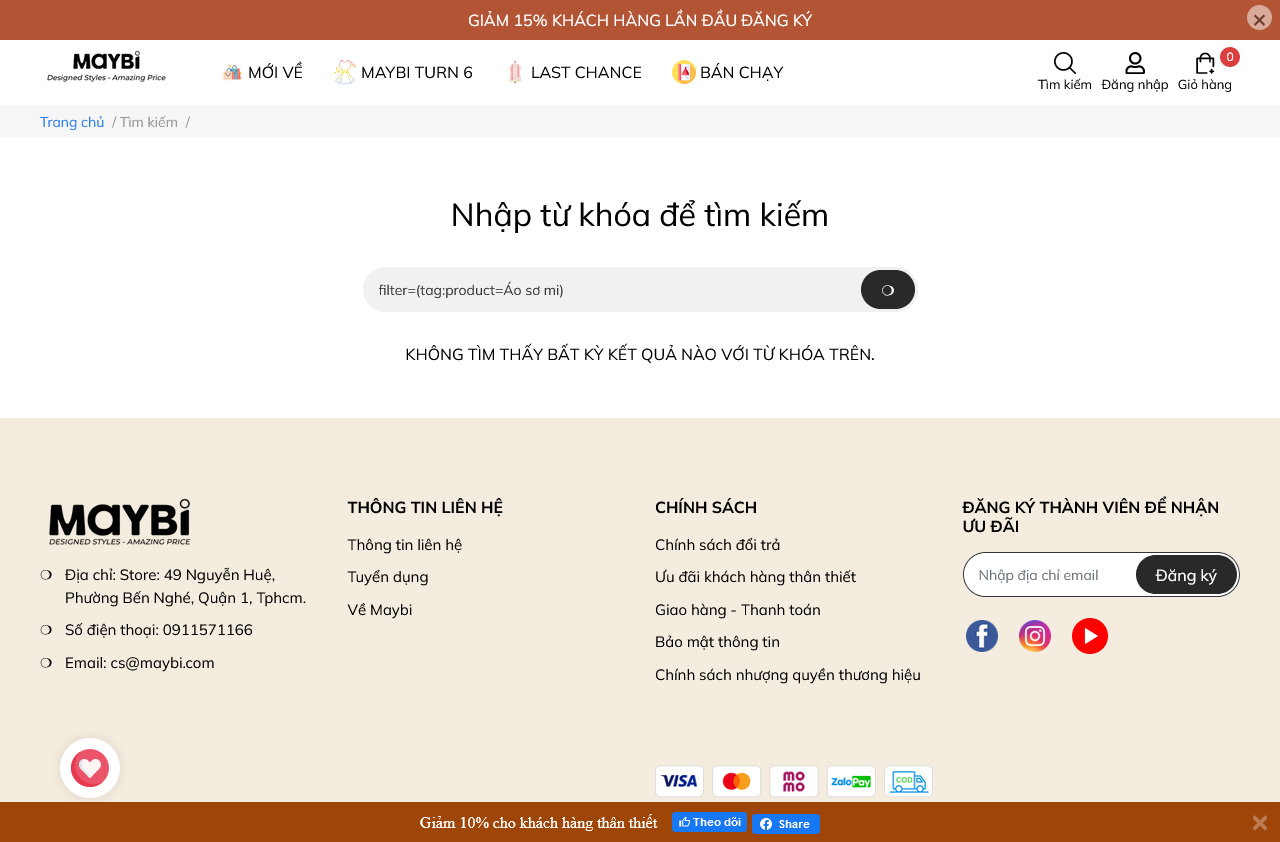 GIẢM 15% KHÁCH HÀNG LẦN ĐẦU ĐĂNG KÝ
MAYBI
Designed Styles - Amazing Price
MỚI VỀ
MAYBI TURN 6
LAST CHANCE
BÁN CHẠY
Tìm kiếm
Đăng nhập
Giỏ hàng
0
Trang chủ / Tìm kiếm /
Nhập từ khóa để tìm kiếm
filter=(tag:product=Áo sơ mi)
KHÔNG TÌM THẤY BẤT KỲ KẾT QUẢ NÀO VỚI TỪ KHÓA TRÊN.
MAYBI
DESIGNED STYLES - AMAZING PRICE
Địa chỉ: Store: 49 Nguyễn Huệ,
Phường Bến Nghé, Quận 1, Tphcm.
Số điện thoại: 0911571166
Email: cs@maybi.com
THÔNG TIN LIÊN HỆ
Thông tin liên hệ
Tuyển dụng
Về Maybi
CHÍNH SÁCH
Chính sách đổi trả
Ưu đãi khách hàng thân thiết
Giao hàng - Thanh toán
Bảo mật thông tin
Chính sách nhượng quyền thương hiệu
ĐĂNG KÝ THÀNH VIÊN ĐỂ NHẬN
ƯU ĐÃI
Nhập địa chỉ email
Đăng ký
VISA
mo
mo
ZaloPay
COD
Giảm 10% cho khách hàng thân thiết
Theo dõi
Share